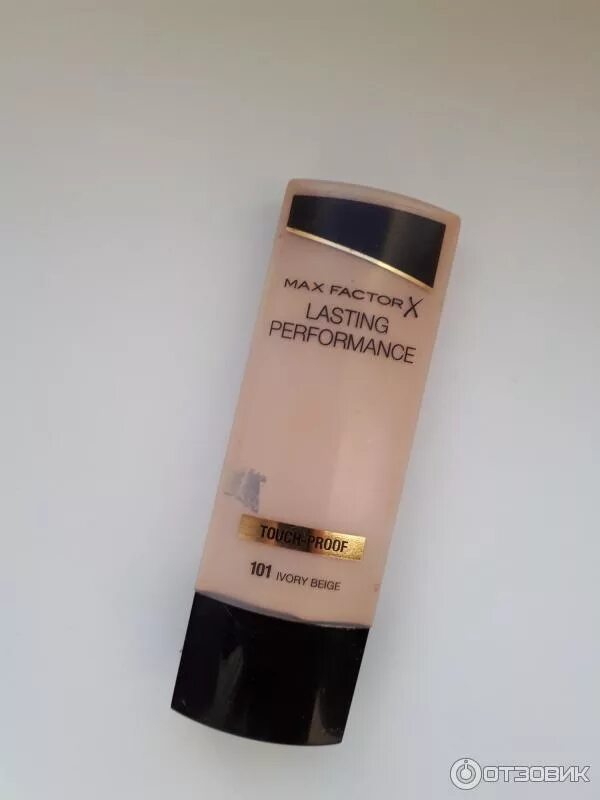 MAX FACTOR X
LASTING
PERFORMANCE
TOUCH-PROOF
101 IVORY BEIGE
ОТЗОВИК